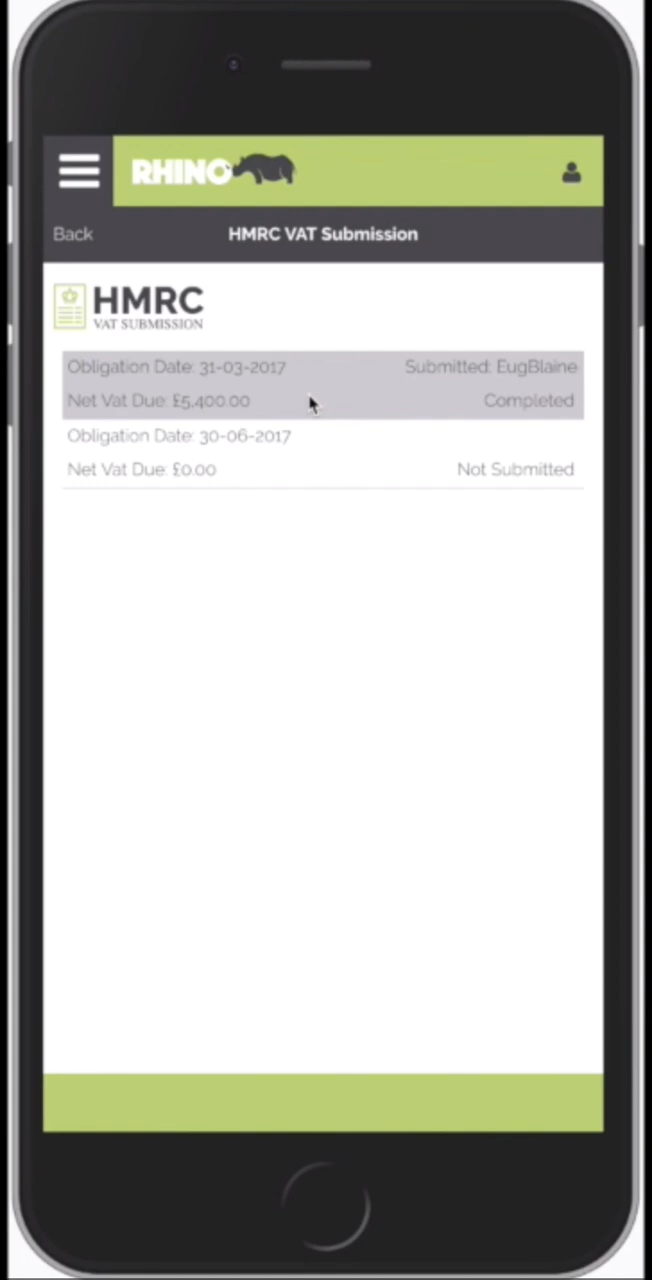 RHINO
Back HMRC VAT Submission
HMRC
VAT SUBMISSION
Obligation Date: 31-03-2017 Submitted: EugBlaine
Net Vat Due: £5,400.00 Completed
Obligation Date: 30-06-2017
Net Vat Due: £0.00 Not Submitted